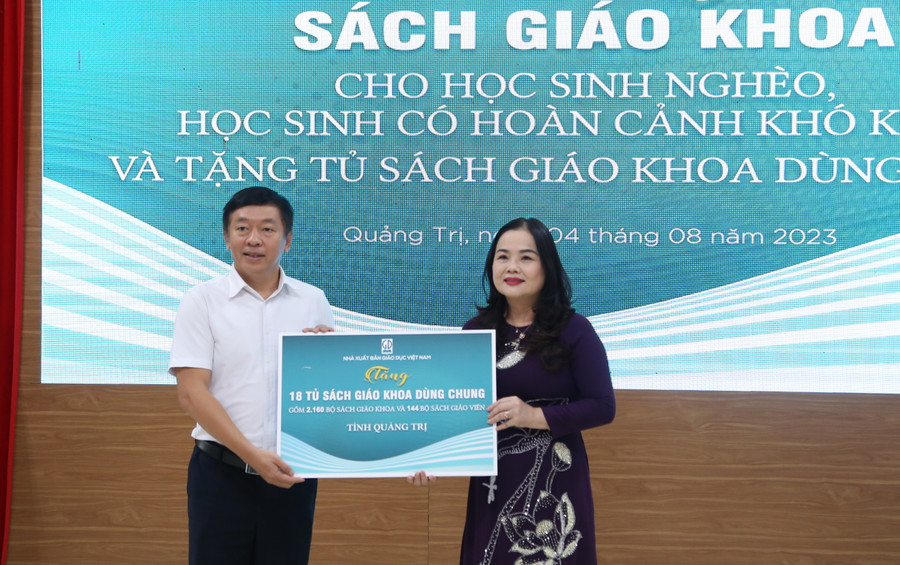 SÁCH GIÁO KHOA
CHO HỌC SINH NGHÈO,
HỌC SINH CÓ HOÀN CẢNH KHÓ K
VÀ TẶNG TỦ SÁCH GIÁO KHOA DÙNG
Quảng Trị, 04 tháng 08 năm 2023
NHÀ XUẤT BẢN GIÁO DỤC VIỆT NAM
Tặng
18 TỦ SÁCH GIÁO KHOA DÙNG CHUNG
GỒM 2.160 BỘ SÁCH GIÁO KHOA VÀ 144 BỘ SÁCH GIÁO VIÊN
TỈNH QUẢNG TRỊ